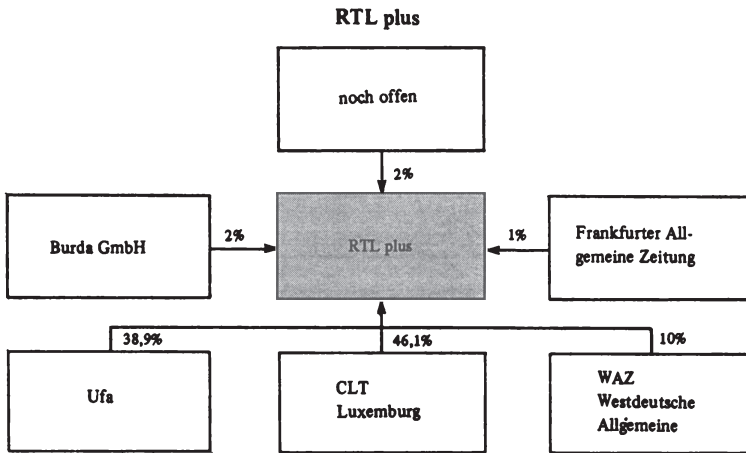 RTL plus
noch offen
2%
Burda GmbH
2%
RTL plus
1%
Frankfurter All-
gemeine Zeitung
38,9%
46,1%
10%
Ufa
CLT
Luxemburg
WAZ
Westdeutsche
Allgemeine